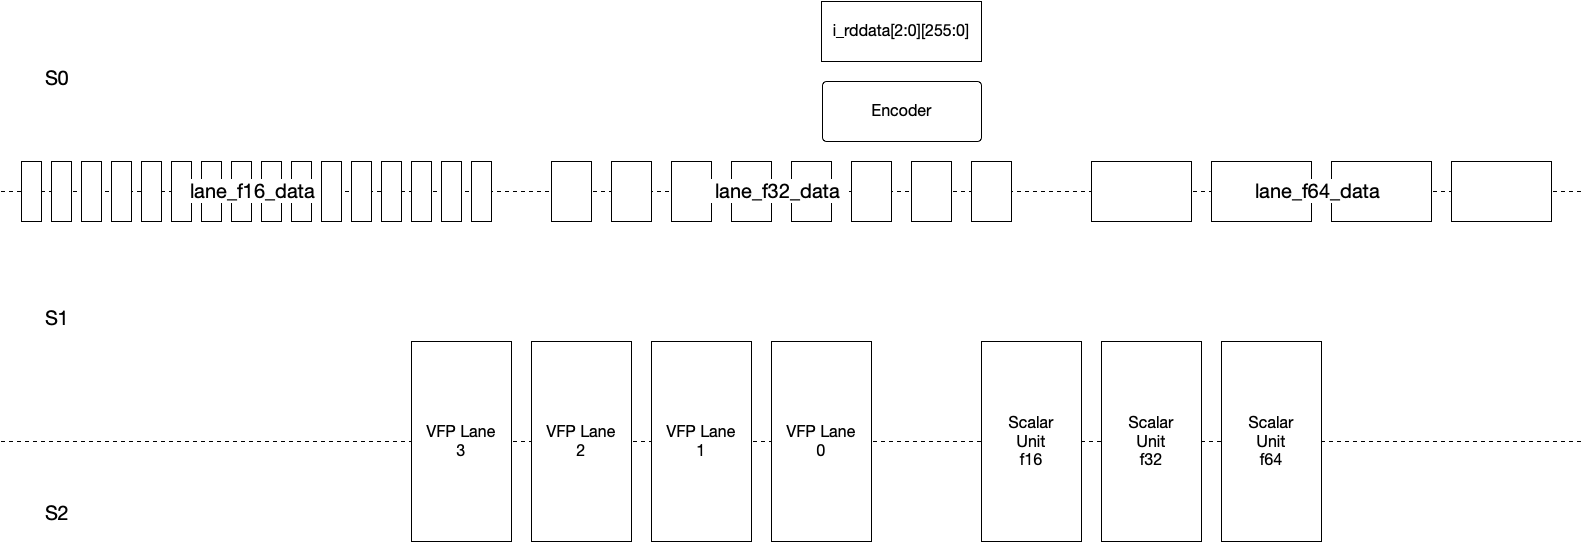 i_rddata[2:0][255:0]
S0
Encoder
lane_f16_data
lane_f32_data
lane_f64_data
S1
VFP Lane
3
VFP Lane
2
VFP Lane
1
VFP Lane
0
Scalar
Unit
f16
Scalar
Unit
f32
Scalar
Unit
f64
S2